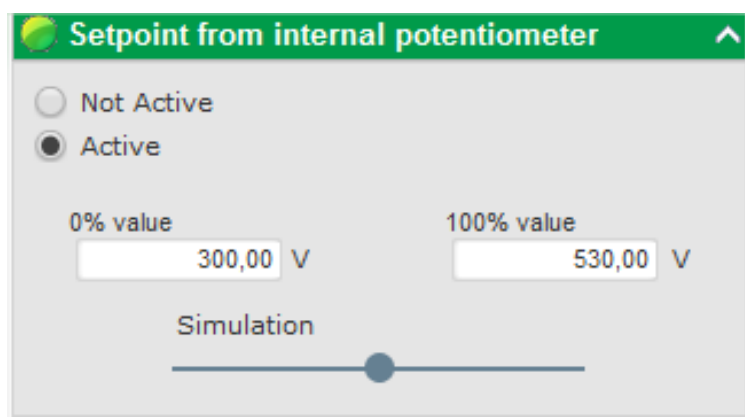 Setpoint from internal potentiometer
Not Active
Active
0% value 100% value
300,00 V 530,00 V
Simulation